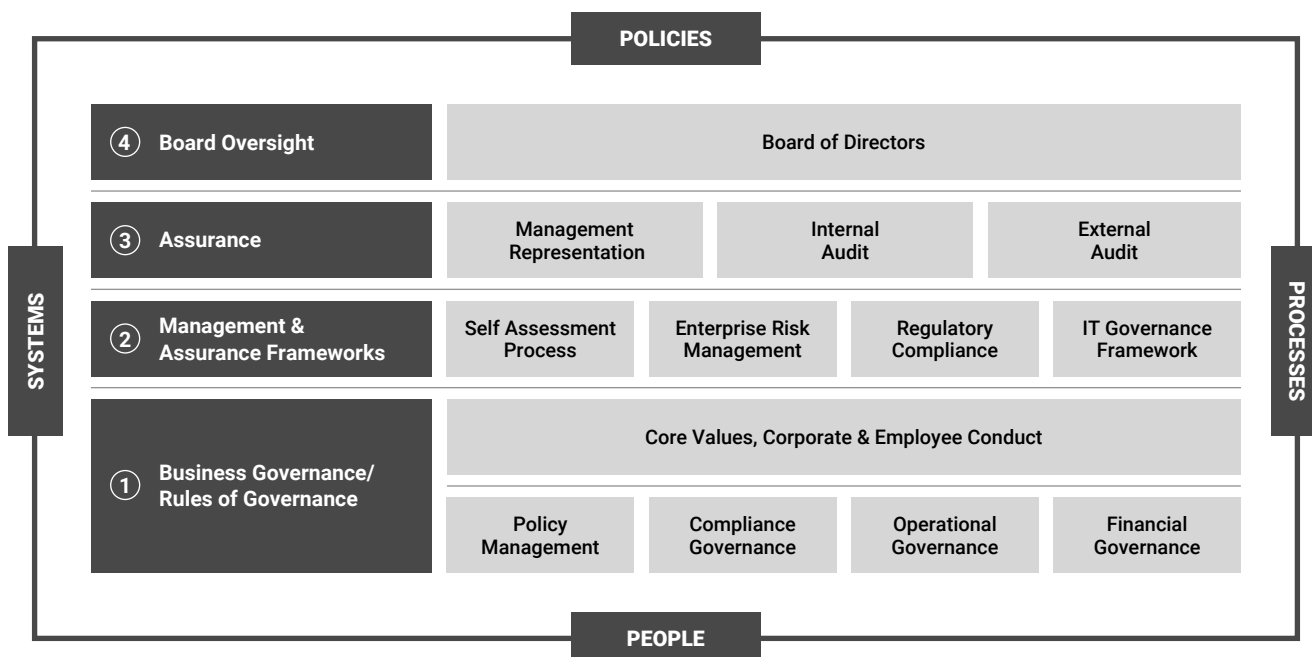 POLICIES
4 Board Oversight
Board of Directors
3 Assurance
Management
Representation
Internal
Audit
External
Audit
SYSTEMS
PROCESSES
2 Management &
Assurance Frameworks
Self Assessment
Process
Enterprise Risk
Management
Regulatory
Compliance
IT Governance
Framework
1 Business Governance/
Rules of Governance
Core Values, Corporate & Employee Conduct
Policy
Management
Compliance
Governance
Operational
Governance
Financial
Governance
PEOPLE